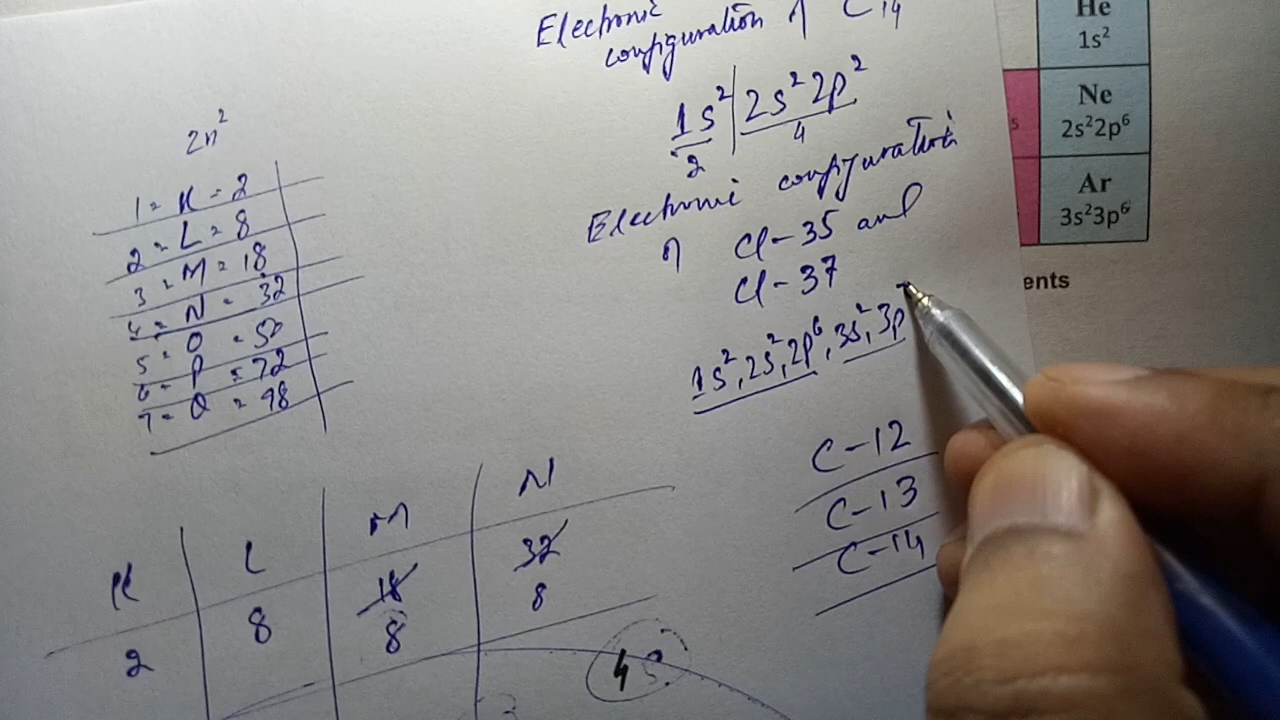 Electronic
configuration of C14
1s² | 2s² 2p²
2 4
Electronic configuration
of Cl-35 and
Cl-37
1s², 2s², 2p⁶, 3s², 3p
C-12
C-13
C-14
2n²
1 = K = 2
2 = L = 8
3 = M = 18
4 = N = 32
5 = O = 50
6 = P = 72
7 = Q = 98
K L M N
2 8 18 32
8 8
He
1s²
Ne
2s²2p⁶
Ar
3s²3p⁶
s
ents